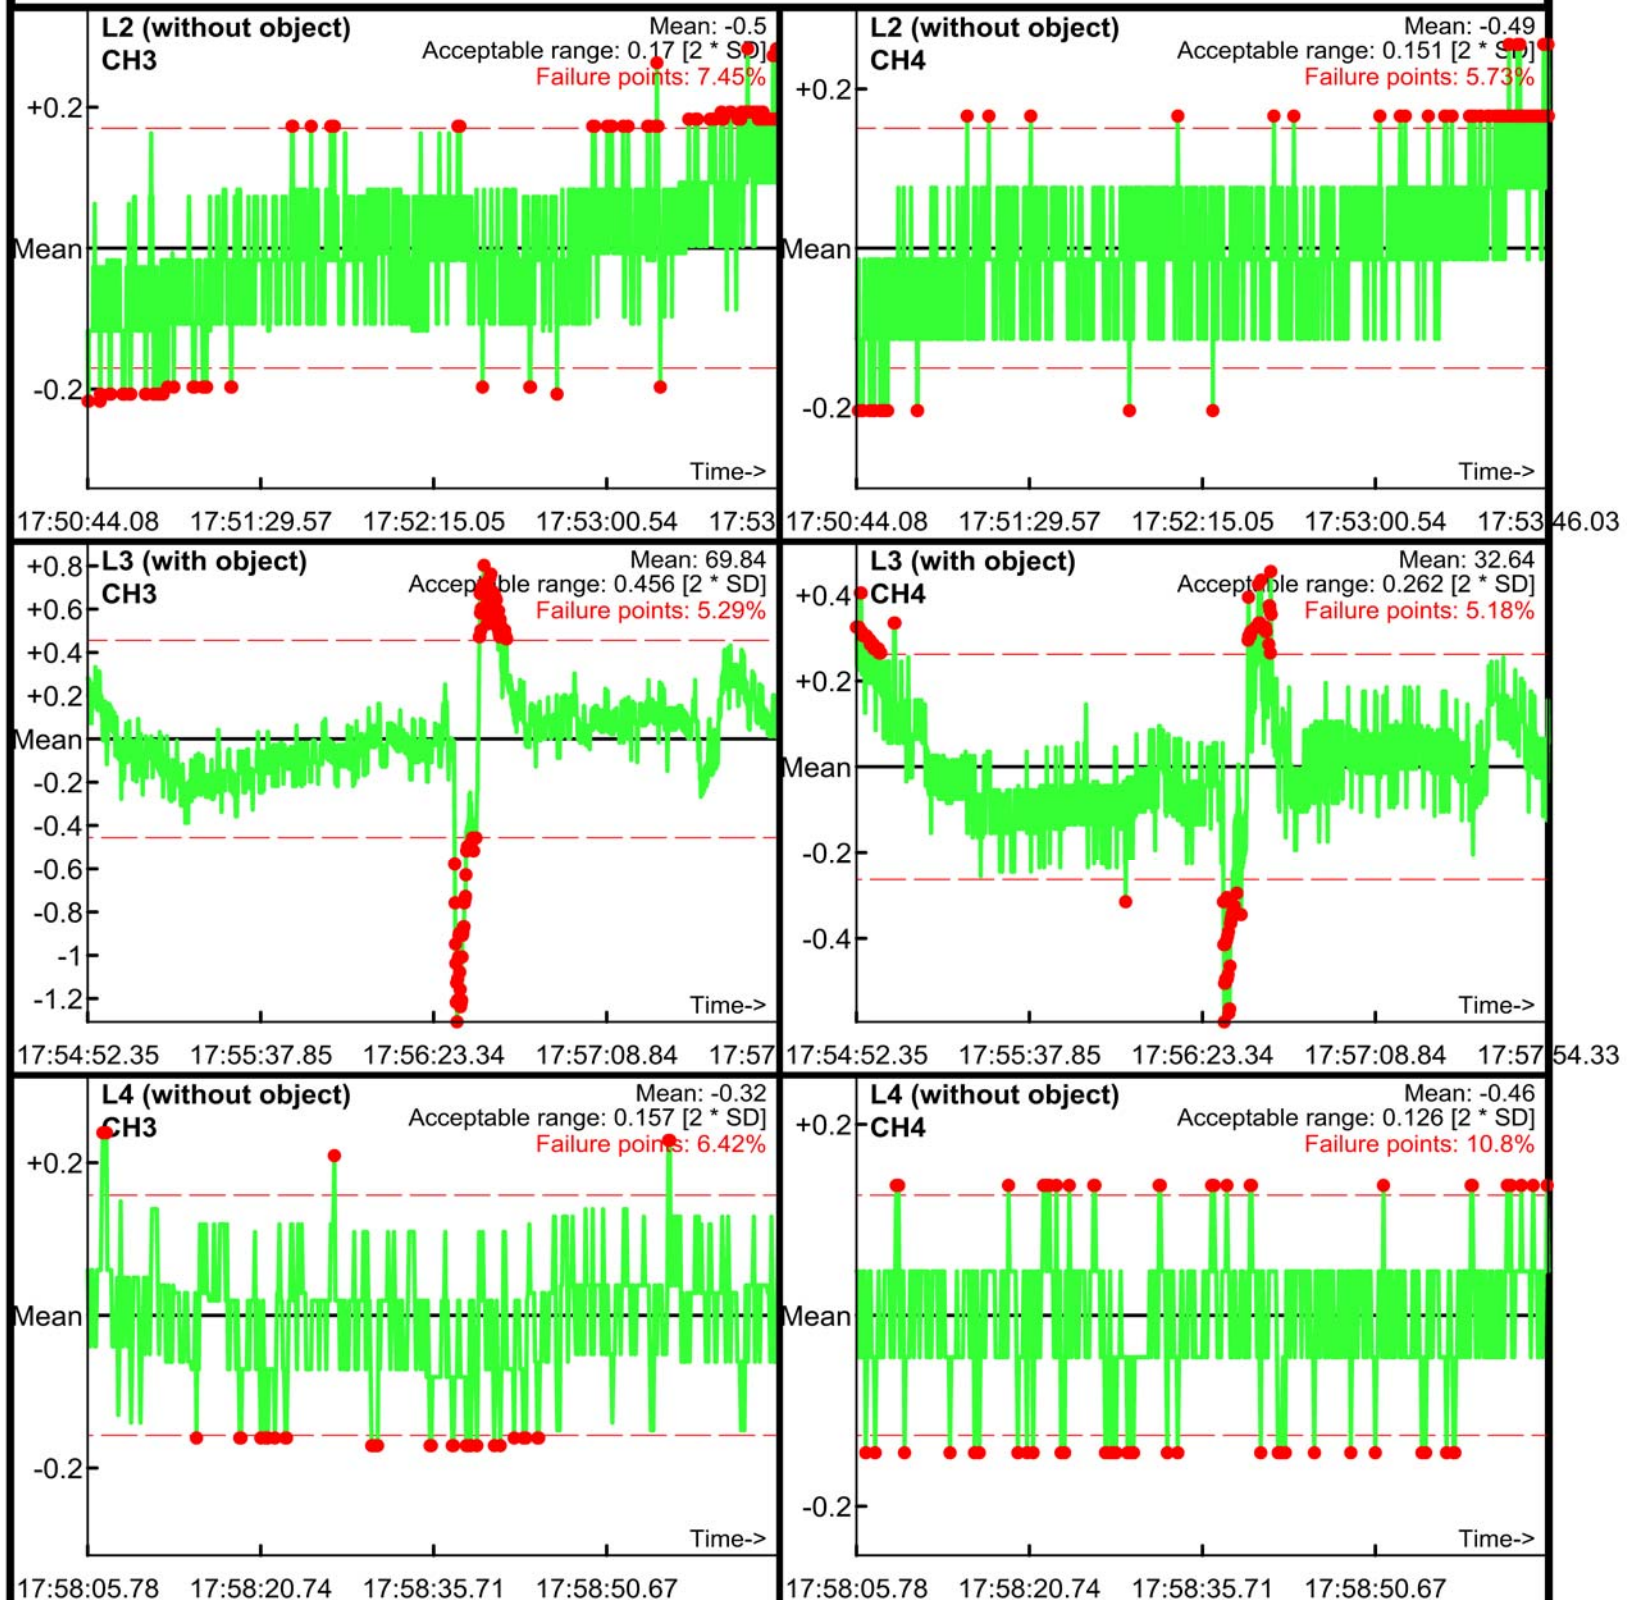 L2 (without object)
Mean: -0.5
CH3
Acceptable range: 0.17 [2 * SD]
Failure points: 7.45%
+0.2
Mean
-0.2
Time->
17:50:44.08 17:51:29.57 17:52:15.05 17:53:00.54 17:53
L2 (without object)
Mean: -0.49
CH4
Acceptable range: 0.151 [2 * SD]
Failure points: 5.73%
+0.2
Mean
-0.2
Time->
17:50:44.08 17:51:29.57 17:52:15.05 17:53:00.54 17:53:46.03
L3 (with object)
Mean: 69.84
CH3
Acceptable range: 0.456 [2 * SD]
Failure points: 5.29%
+0.8
+0.6
+0.4
+0.2
Mean
-0.2
-0.4
-0.6
-0.8
-1
-1.2
Time->
17:54:52.35 17:55:37.85 17:56:23.34 17:57:08.84 17:57
L3 (with object)
Mean: 32.64
CH4
Acceptable range: 0.262 [2 * SD]
Failure points: 5.18%
+0.4
+0.2
Mean
-0.2
-0.4
Time->
17:54:52.35 17:55:37.85 17:56:23.34 17:57:08.84 17:57:54.33
L4 (without object)
Mean: -0.32
CH3
Acceptable range: 0.157 [2 * SD]
Failure points: 6.42%
+0.2
Mean
-0.2
Time->
17:58:05.78 17:58:20.74 17:58:35.71 17:58:50.67
L4 (without object)
Mean: -0.46
CH4
Acceptable range: 0.126 [2 * SD]
Failure points: 10.8%
+0.2
Mean
-0.2
Time->
17:58:05.78 17:58:20.74 17:58:35.71 17:58:50.67